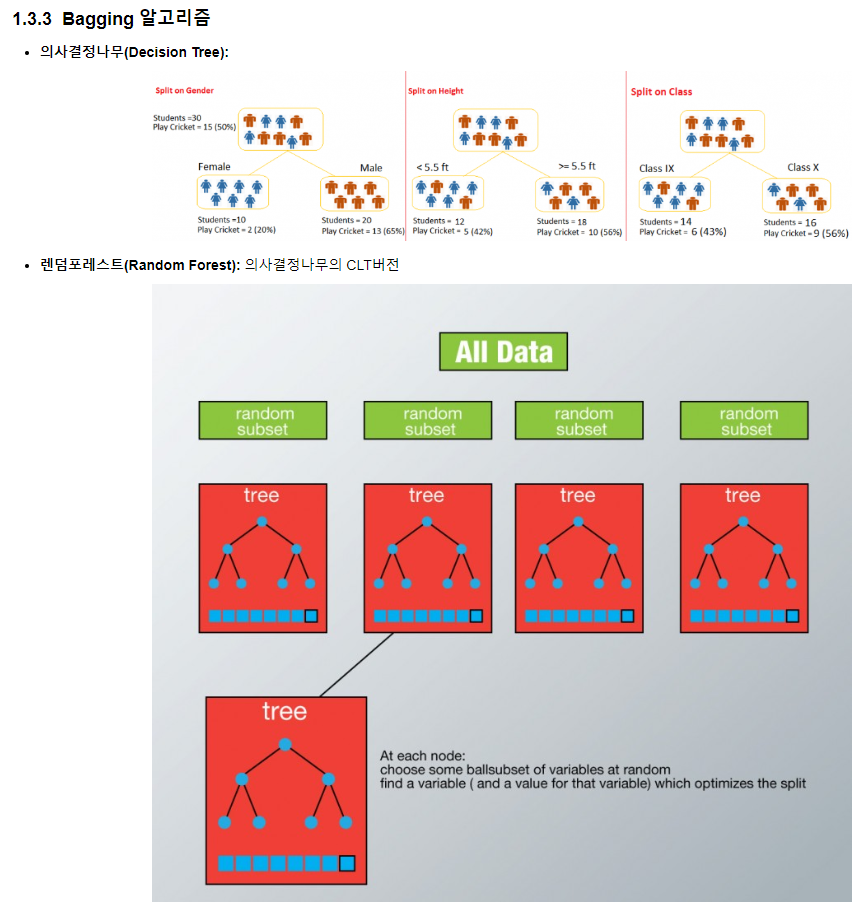 1.3.3 Bagging 알고리즘
• 의사결정나무(Decision Tree):
Split on Gender
Students =30
Play Cricket = 15 (50%)
Female
Male
Students =10
Play Cricket = 2 (20%)
Students = 20
Play Cricket = 13 (65%)
Split on Height
< 5.5 ft
>= 5.5 ft
Students = 12
Play Cricket = 5 (42%)
Students = 18
Play Cricket = 10 (56%)
Split on Class
Class IX
Class X
Students = 14
Play Cricket = 6 (43%)
Students = 16
Play Cricket = 9 (56%)
• 렌덤포레스트(Random Forest): 의사결정나무의 CLT버전
All Data
random
subset
random
subset
random
subset
random
subset
tree
tree
tree
tree
tree
At each node:
choose some ballsubset of variables at random
find a variable ( and a value for that variable) which optimizes the split